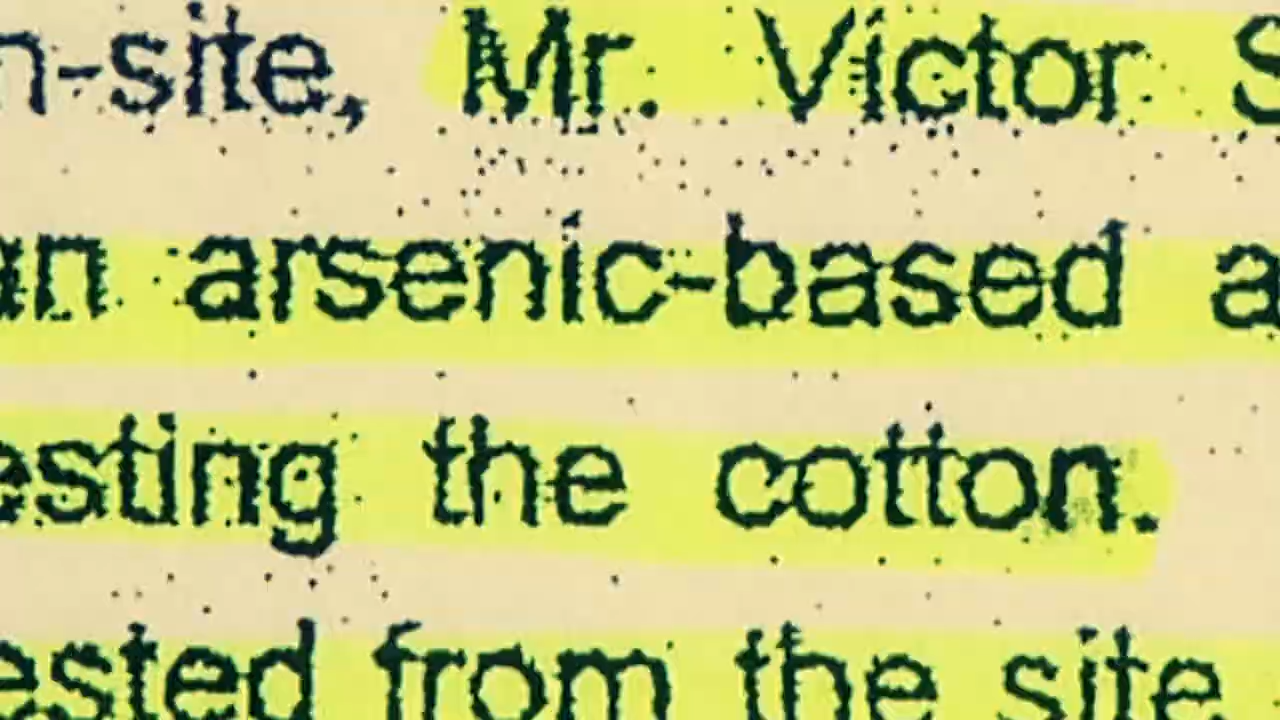 n-site, Mr. Victor S
an arsenic-based a
esting the cotton.
ested from the site